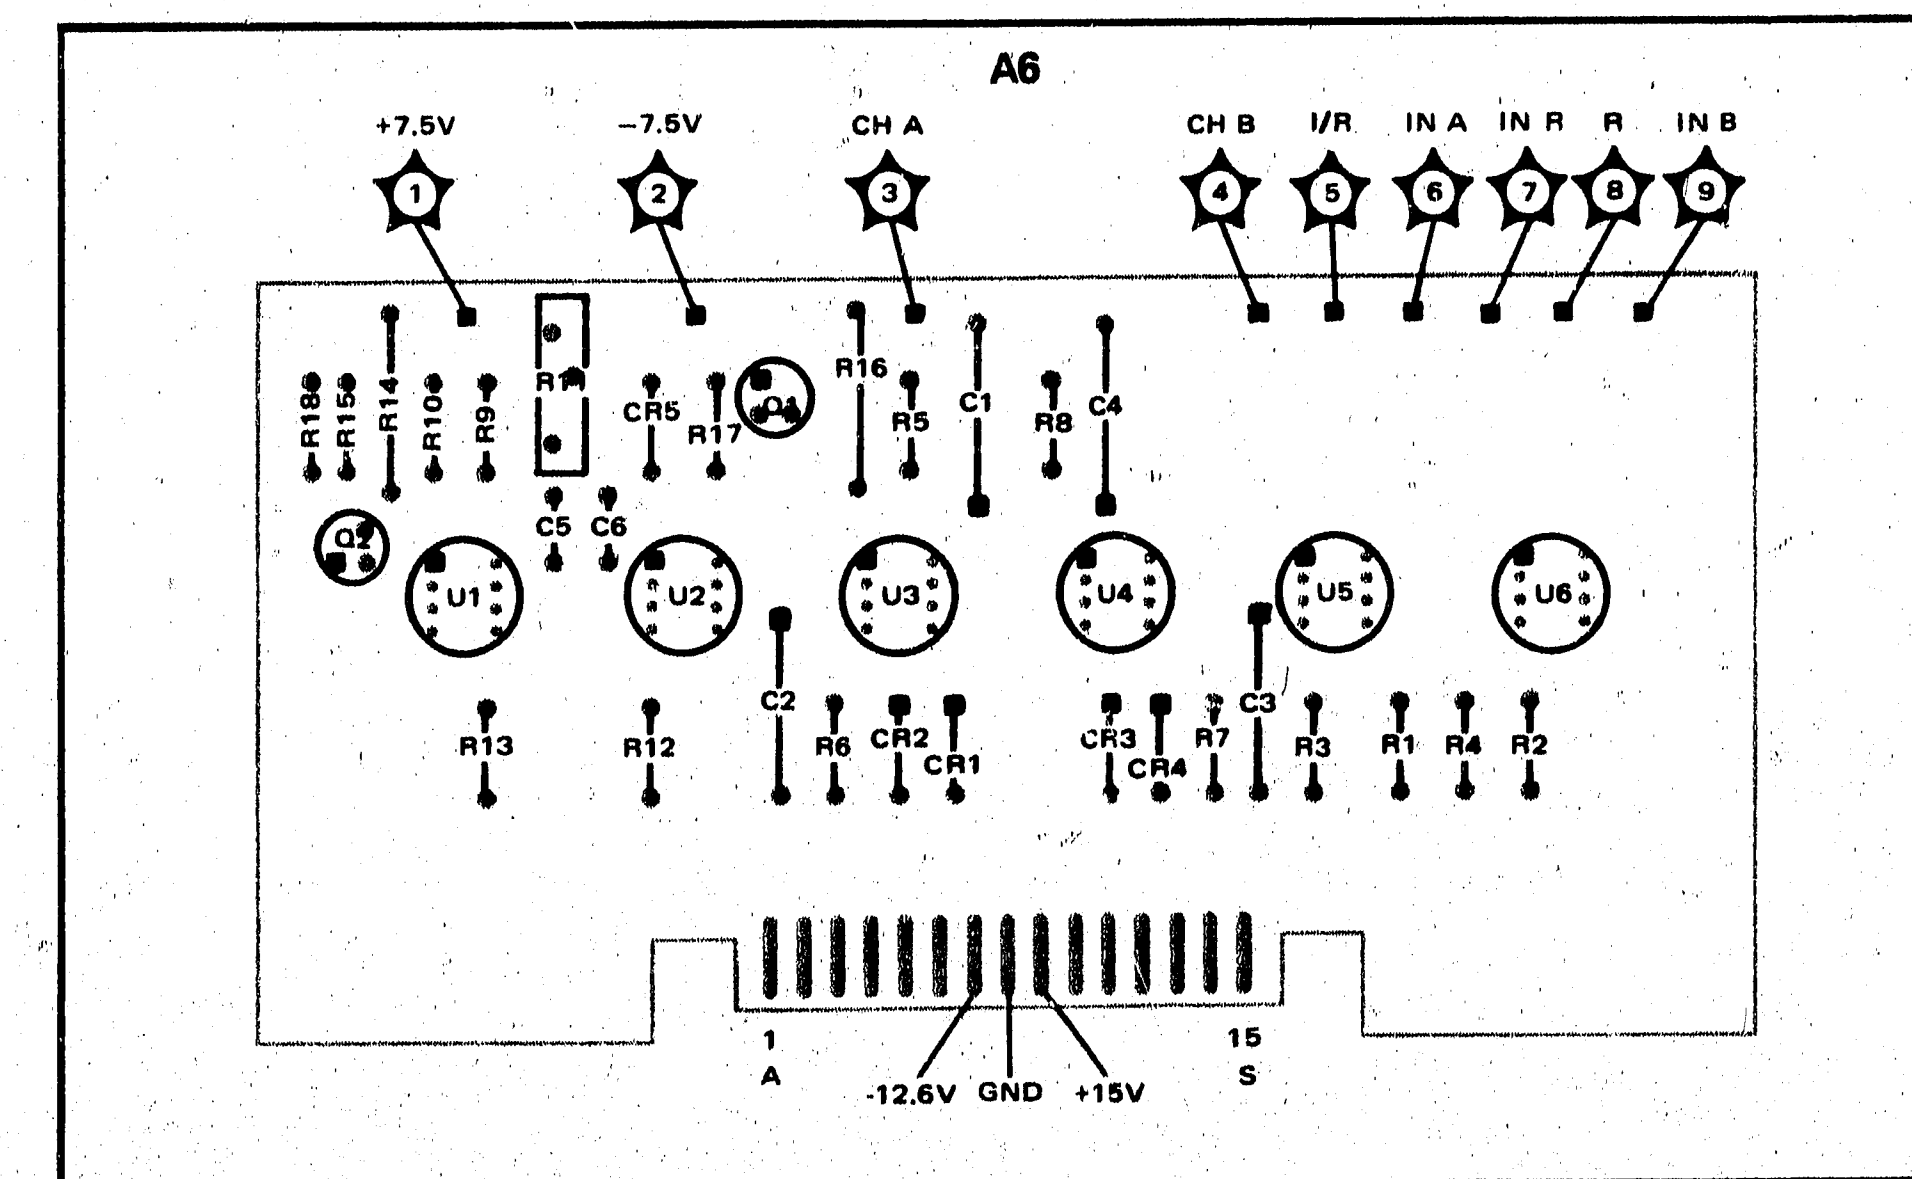 A6
+7.5V −7.5V CH A CH B I/R IN A IN R R IN B
1 2 3 4 5 6 7 8 9
R18 R15 R14 R10 R9 R11 CR5 R17 Q1 R16 R5 C1 R8 C4
Q2 C5 C6
U1 U2 U3 U4 U5 U6
R13 R12 C2 R6 CR2 CR1 CR3 CR4 R7 C3 R3 R1 R4 R2
1 15
A S
-12.6V GND +15V